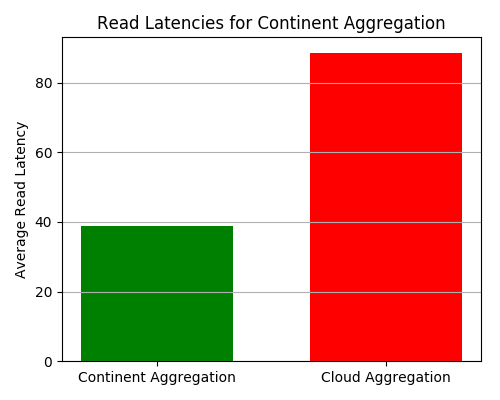 Read Latencies for Continent Aggregation
Average Read Latency
80
60
40
20
0
Continent Aggregation
Cloud Aggregation